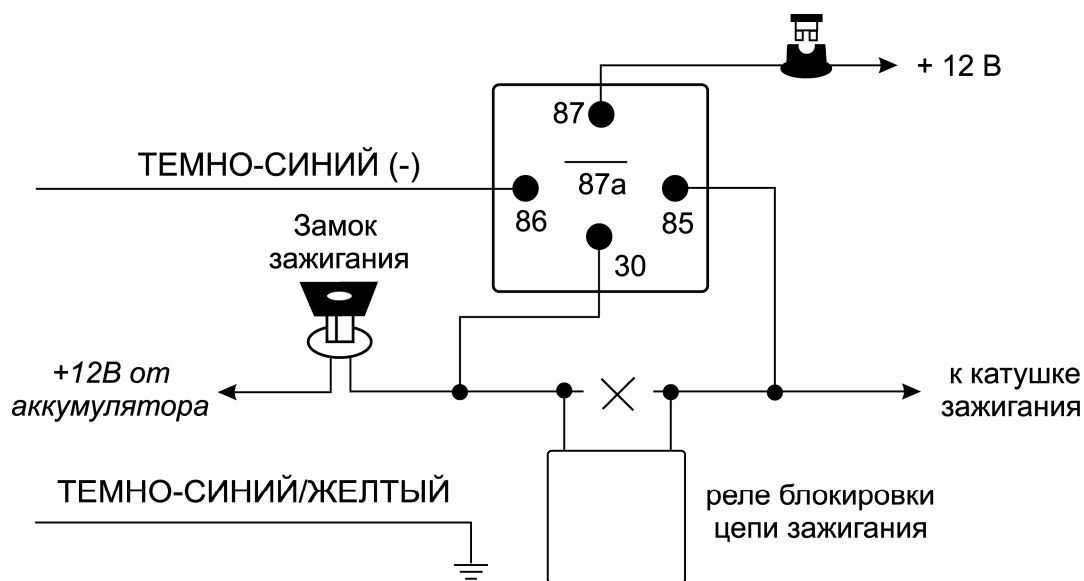 + 12 В
87
ТЕМНО-СИНИЙ (-)
87а
86
85
Замок
зажигания
30
+12В от
аккумулятора
к катушке
зажигания
ТЕМНО-СИНИЙ/ЖЕЛТЫЙ
реле блокировки
цепи зажигания